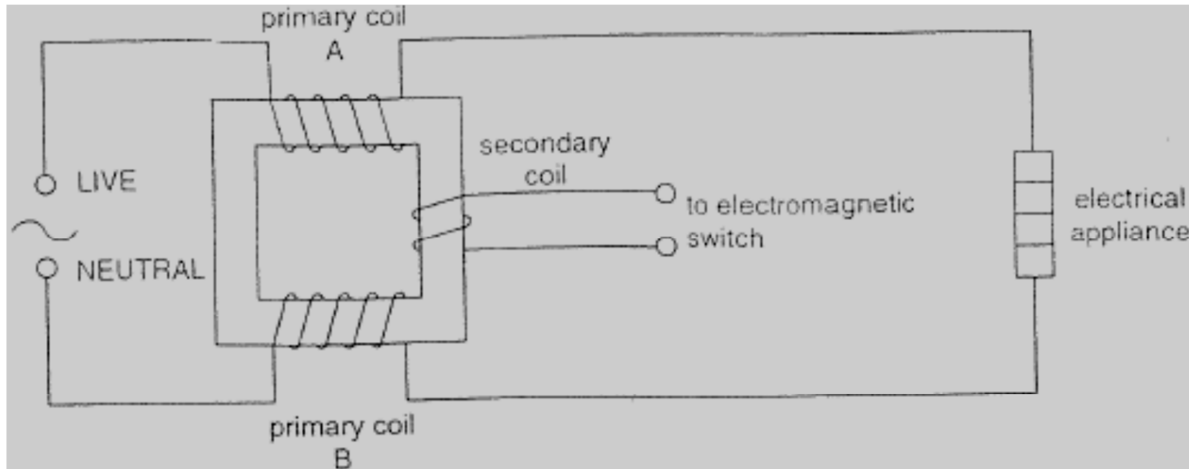 primary coil
A
LIVE
NEUTRAL
secondary
coil
to electromagnetic
switch
electrical
appliance
primary coil
B